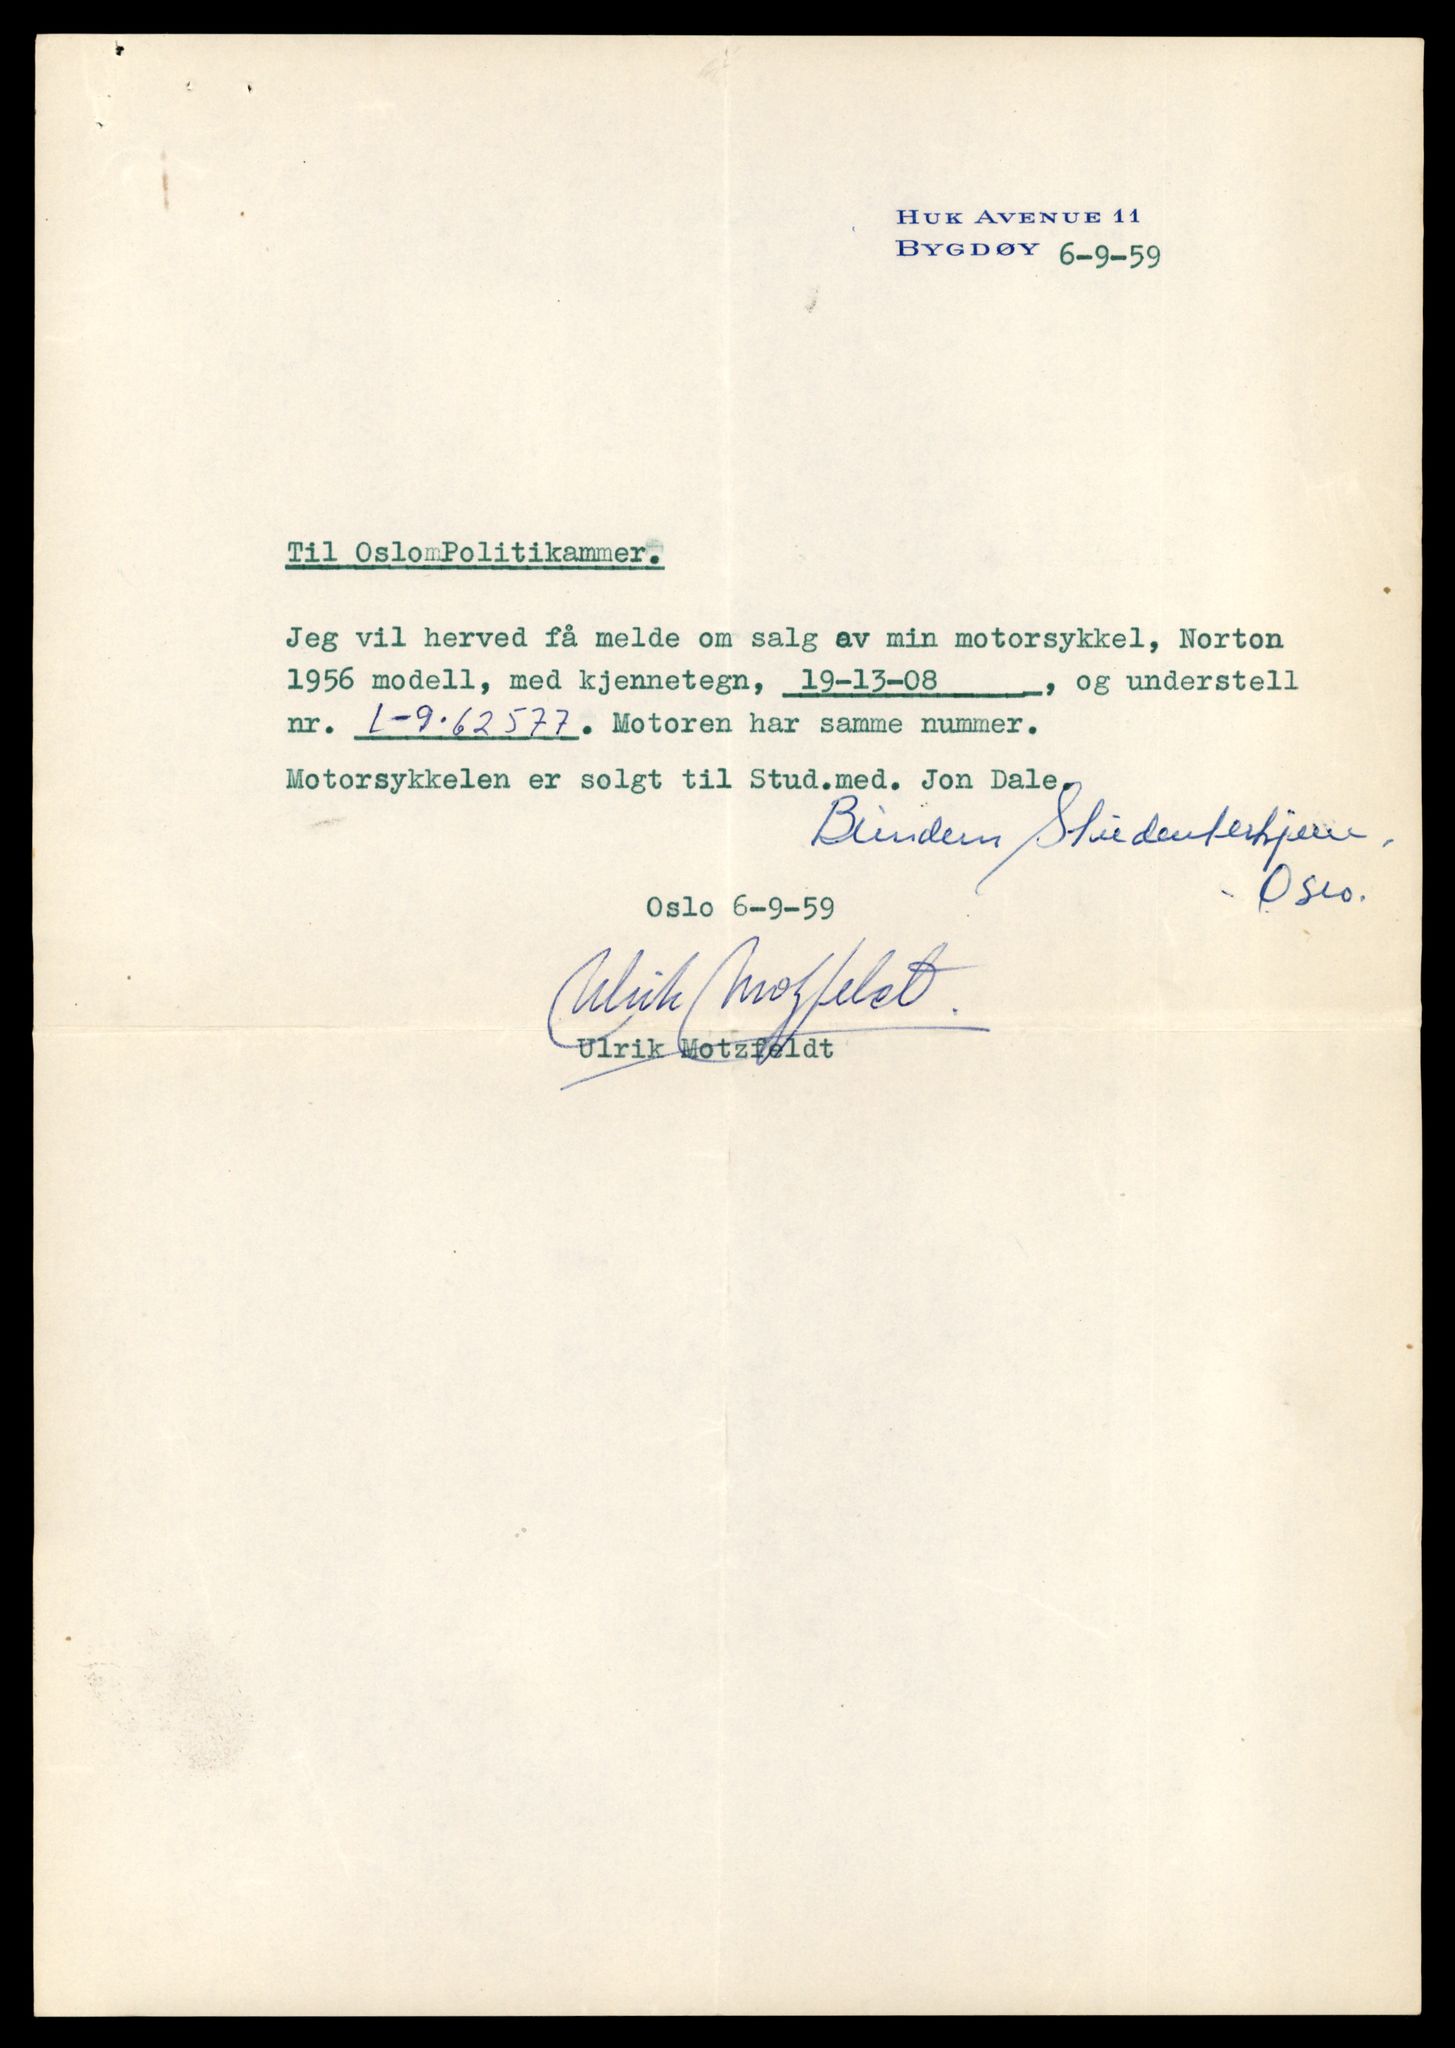 HUK AVENUE 11
BYGDØY 6-9-59
Til OslomPolitikammer.
Jeg vil herved få melde om salg av min motorsykkel, Norton
1956 modell, med kjennetegn, 19-13-08, og understell
nr. L-9.62577. Motoren har samme nummer.
Motorsykkelen er solgt til Stud.med. Jon Dale.
Blindern Studenterhjem,
- Oslo.
Oslo 6-9-59
Ulrik Motzfeldt.
Ulrik Motzfeldt